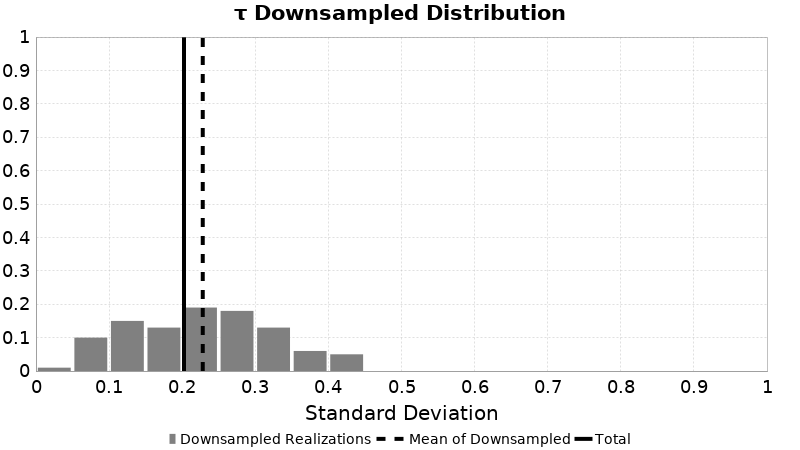 τ Downsampled Distribution
1
0.9
0.8
0.7
0.6
0.5
0.4
0.3
0.2
0.1
0
0 0.1 0.2 0.3 0.4 0.5 0.6 0.7 0.8 0.9 1
Standard Deviation
Downsampled Realizations Mean of Downsampled Total